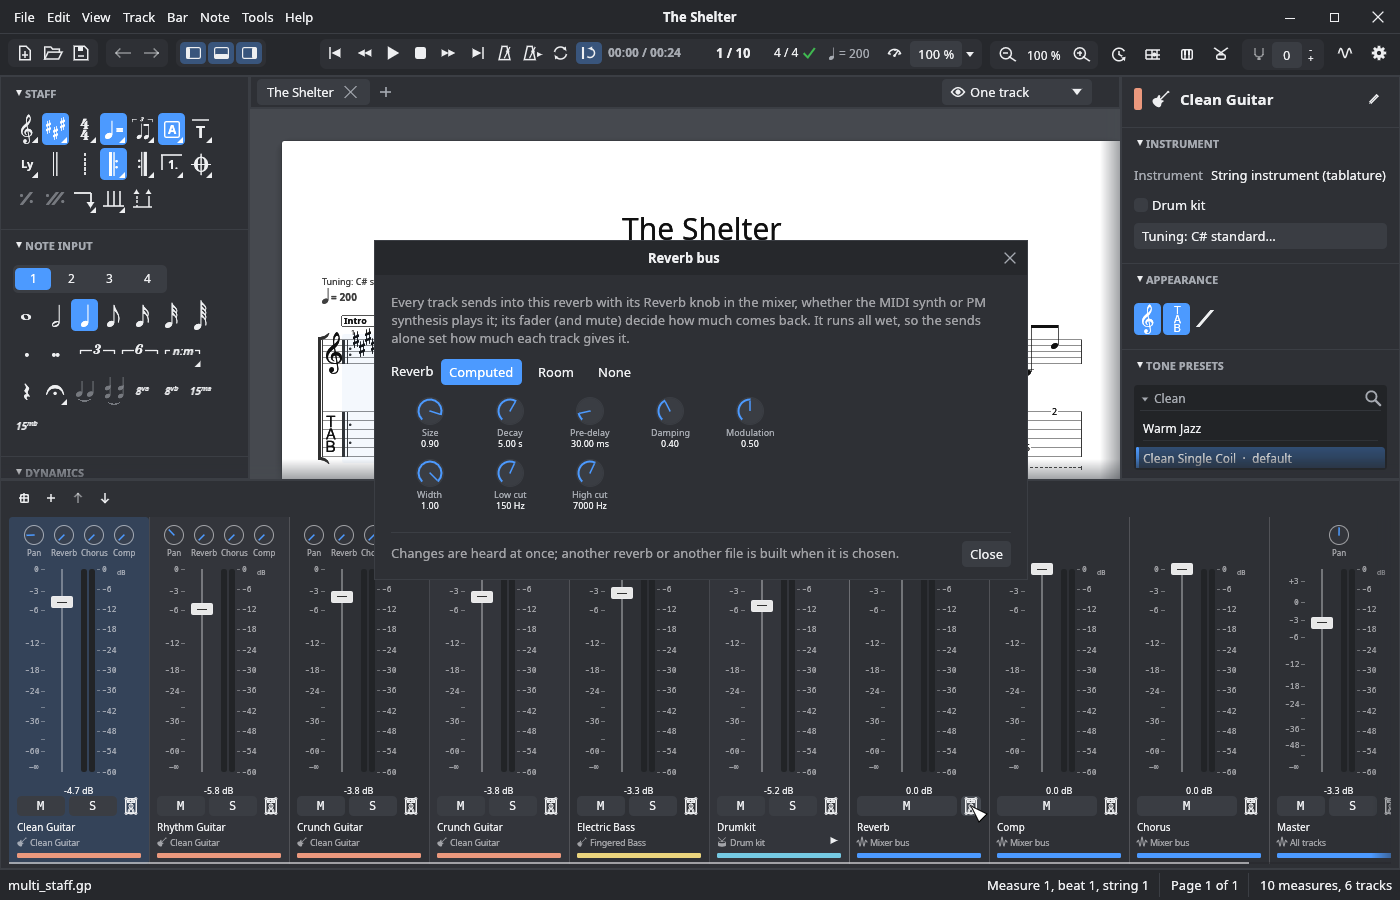 File Edit View Track Bar Note Tools Help
The Shelter
00:00 / 00:24
1 / 10
4 / 4
= 200
100 %
100 %
0
STAFF
The Shelter
One track
Clean Guitar
INSTRUMENT
Instrument String instrument (tablature)
Drum kit
Tuning: C# standard...
NOTE INPUT
1 2 3 4
APPEARANCE
TONE PRESETS
Clean
Warm Jazz
Clean Single Coil · default
DYNAMICS
The Shelter
Tuning: C# s
= 200
Intro
Reverb bus
Every track sends into this reverb with its Reverb knob in the mixer, whether the MIDI synth or PM
synthesis plays it; its fader (and mute) decide how much comes back. It runs all wet, so the sends
alone set how much each track gives it.
Reverb Computed Room None
Size Decay Pre-delay Damping Modulation
0.90 5.00 s 30.00 ms 0.40 0.50
Width Low cut High cut
1.00 150 Hz 7000 Hz
Changes are heard at once; another reverb or another file is built when it is chosen.
Close
Pan Reverb Chorus Comp Pan Reverb Chorus Comp Pan Reverb Pan
-4.7 dB -5.8 dB -3.8 dB -3.8 dB -3.3 dB -5.2 dB 0.0 dB 0.0 dB 0.0 dB -3.3 dB
M S M S M S M S M S M S M M M M S
Clean Guitar Rhythm Guitar Crunch Guitar Crunch Guitar Electric Bass Drumkit Reverb Comp Chorus Master
Clean Guitar Clean Guitar Clean Guitar Clean Guitar Fingered Bass Drum kit Mixer bus Mixer bus Mixer bus All tracks
multi_staff.gp
Measure 1, beat 1, string 1
Page 1 of 1
10 measures, 6 tracks